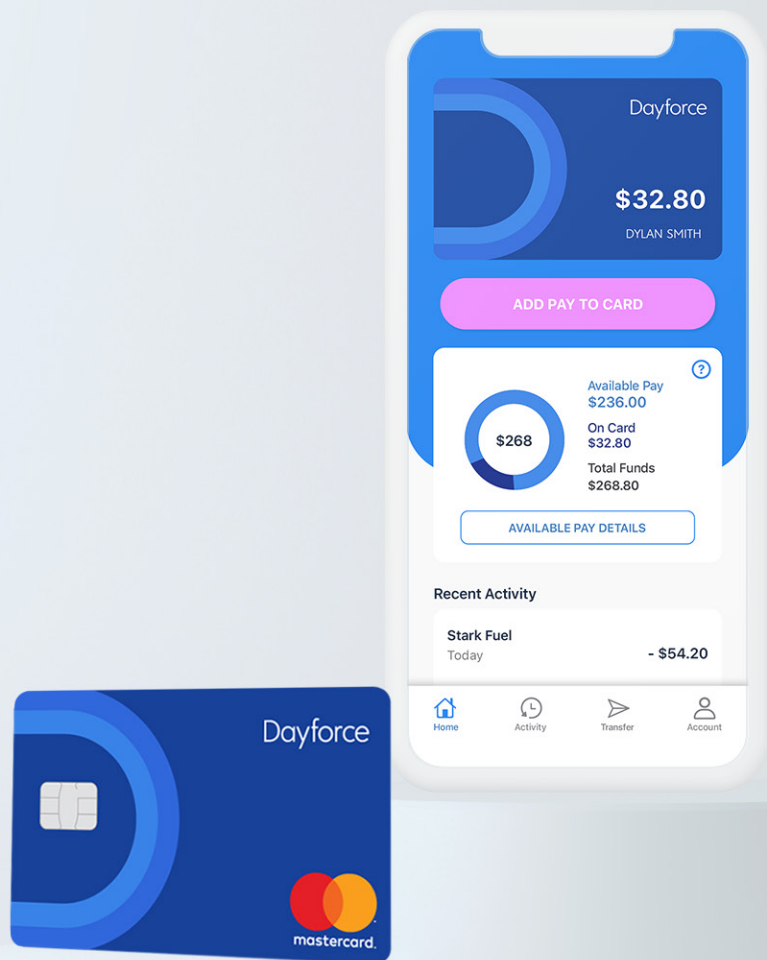 Dayforce
$32.80
DYLAN SMITH
ADD PAY TO CARD
?
Available Pay
$236.00
On Card
$32.80
Total Funds
$268.80
$268
AVAILABLE PAY DETAILS
Recent Activity
Stark Fuel
Today
- $54.20
Home Activity Transfer Account
Dayforce
mastercard.